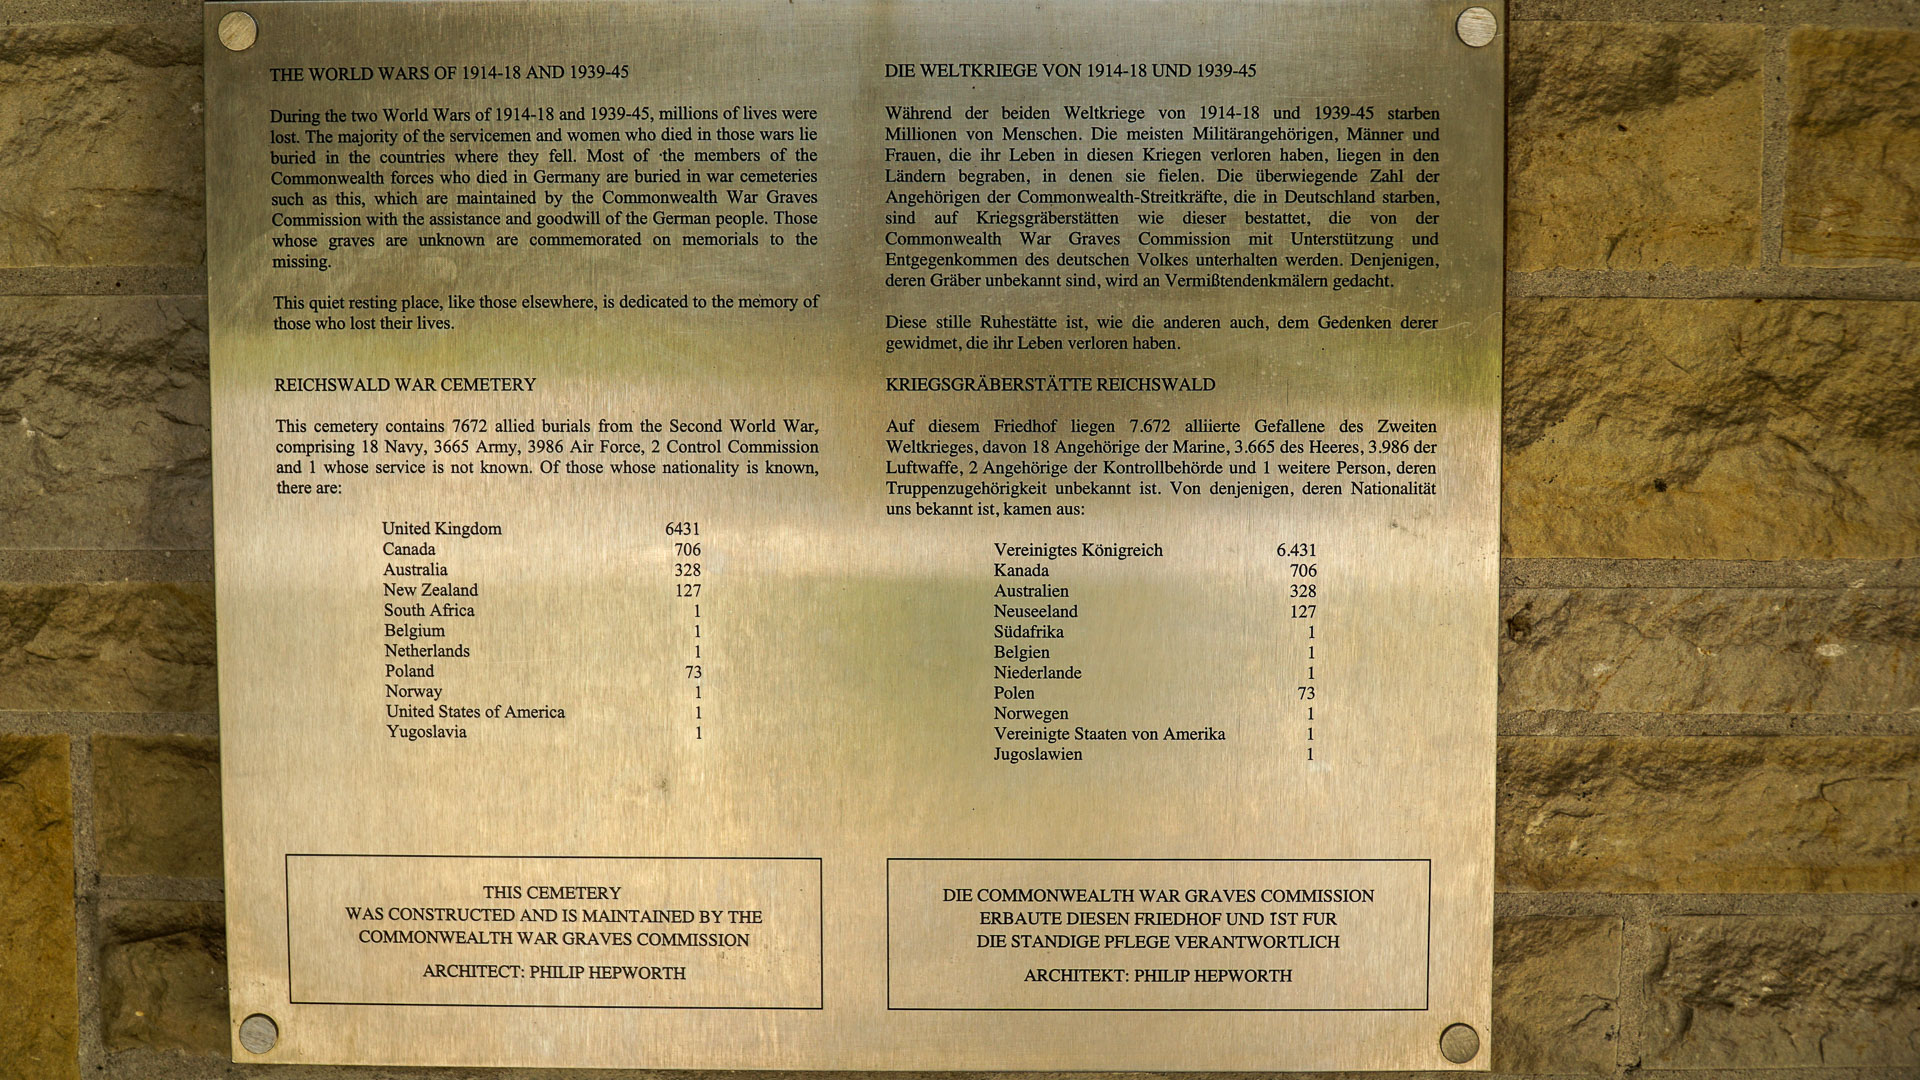 THE WORLD WARS OF 1914-18 AND 1939-45
During the two World Wars of 1914-18 and 1939-45, millions of lives were
lost. The majority of the servicemen and women who died in those wars lie
buried in the countries where they fell. Most of the members of the
Commonwealth forces who died in Germany are buried in war cemeteries
such as this, which are maintained by the Commonwealth War Graves
Commission with the assistance and goodwill of the German people. Those
whose graves are unknown are commemorated on memorials to the
missing.
This quiet resting place, like those elsewhere, is dedicated to the memory of
those who lost their lives.
REICHSWALD WAR CEMETERY
This cemetery contains 7672 allied burials from the Second World War,
comprising 18 Navy, 3665 Army, 3986 Air Force, 2 Control Commission
and 1 whose service is not known. Of those whose nationality is known,
there are:
United Kingdom 6431
Canada 706
Australia 328
New Zealand 127
South Africa 1
Belgium 1
Netherlands 1
Poland 73
Norway 1
United States of America 1
Yugoslavia 1
THIS CEMETERY
WAS CONSTRUCTED AND IS MAINTAINED BY THE
COMMONWEALTH WAR GRAVES COMMISSION
ARCHITECT: PHILIP HEPWORTH
DIE WELTKRIEGE VON 1914-18 UND 1939-45
Während der beiden Weltkriege von 1914-18 und 1939-45 starben
Millionen von Menschen. Die meisten Militärangehörigen, Männer und
Frauen, die ihr Leben in diesen Kriegen verloren haben, liegen in den
Ländern begraben, in denen sie fielen. Die überwiegende Zahl der
Angehörigen der Commonwealth-Streitkräfte, die in Deutschland starben,
sind auf Kriegsgräberstätten wie dieser bestattet, die von der
Commonwealth War Graves Commission mit Unterstützung und
Entgegenkommen des deutschen Volkes unterhalten werden. Denjenigen,
deren Gräber unbekannt sind, wird an Vermißtendenkmälern gedacht.
Diese stille Ruhestätte ist, wie die anderen auch, dem Gedenken derer
gewidmet, die ihr Leben verloren haben.
KRIEGSGRÄBERSTÄTTE REICHSWALD
Auf diesem Friedhof liegen 7.672 alliierte Gefallene des Zweiten
Weltkrieges, davon 18 Angehörige der Marine, 3.665 des Heeres, 3.986 der
Luftwaffe, 2 Angehörige der Kontrollbehörde und 1 weitere Person, deren
Truppenzugehörigkeit unbekannt ist. Von denjenigen, deren Nationalität
uns bekannt ist, kamen aus:
Vereinigtes Königreich 6.431
Kanada 706
Australien 328
Neuseeland 127
Südafrika 1
Belgien 1
Niederlande 1
Polen 73
Norwegen 1
Vereinigte Staaten von Amerika 1
Jugoslawien 1
DIE COMMONWEALTH WAR GRAVES COMMISSION
ERBAUTE DIESEN FRIEDHOF UND IST FUR
DIE STANDIGE PFLEGE VERANTWORTLICH
ARCHITEKT: PHILIP HEPWORTH